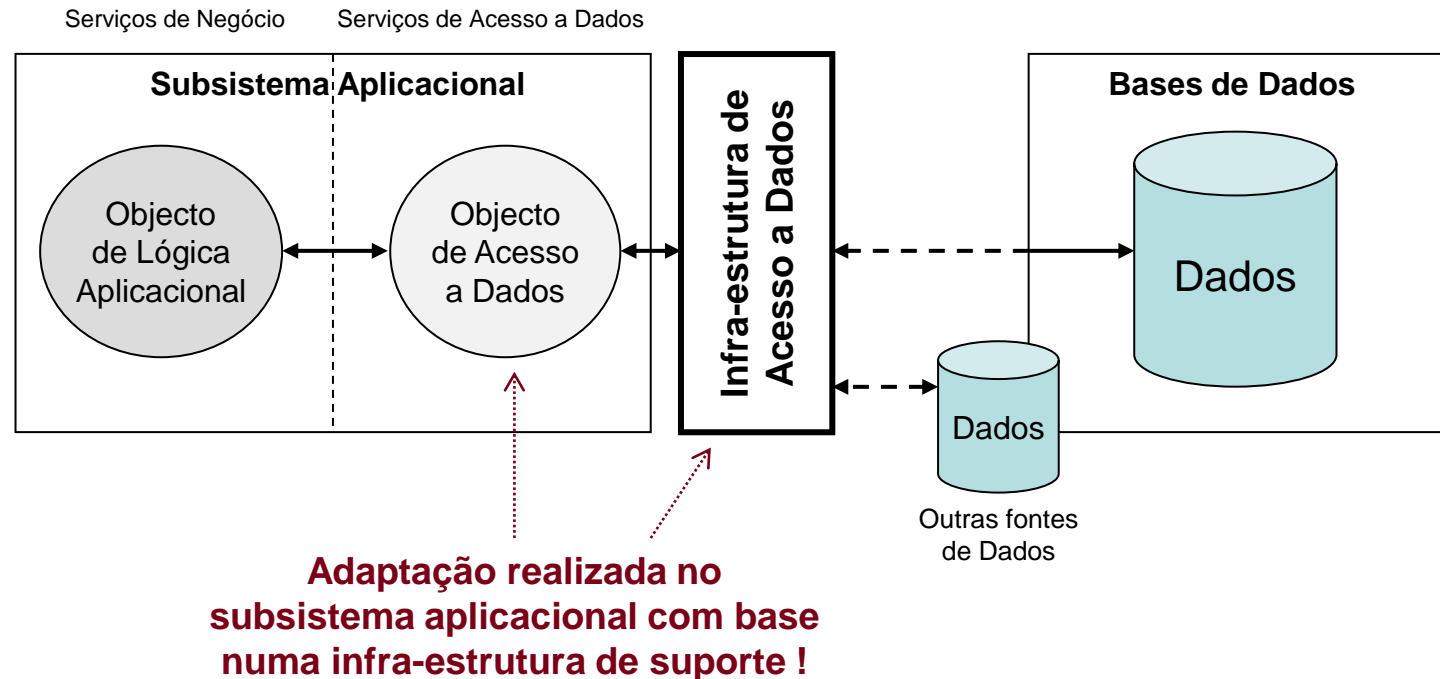 Serviços de Negócio
Serviços de Acesso a Dados
Subsistema Aplicacional
Objecto
de Lógica
Aplicacional
Objecto
de Acesso
a Dados
Infra-estrutura de
Acesso a Dados
Bases de Dados
Dados
Dados
Outras fontes
de Dados
Adaptação realizada no
subsistema aplicacional com base
numa infra-estrutura de suporte !